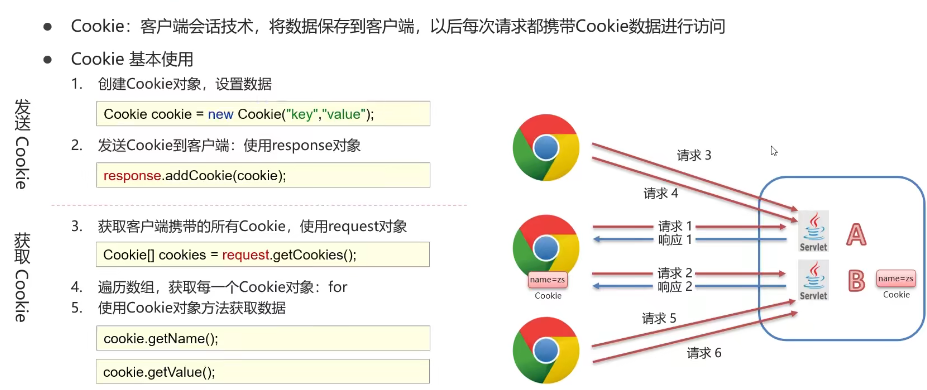 Cookie：客户端会话技术，将数据保存到客户端，以后每次请求都携带Cookie数据进行访问
Cookie 基本使用
发送 Cookie
1. 创建Cookie对象，设置数据
Cookie cookie = new Cookie("key","value");
2. 发送Cookie到客户端：使用response对象
response.addCookie(cookie);
获取 Cookie
3. 获取客户端携带的所有Cookie，使用request对象
Cookie[] cookies = request.getCookies();
4. 遍历数组，获取每一个Cookie对象：for
5. 使用Cookie对象方法获取数据
cookie.getName();
cookie.getValue();
请求 3
请求 4
请求 1
响应 1
Java
Servlet
A
name=zs
Cookie
请求 2
响应 2
Java
Servlet
B
name=zs
Cookie
请求 5
请求 6